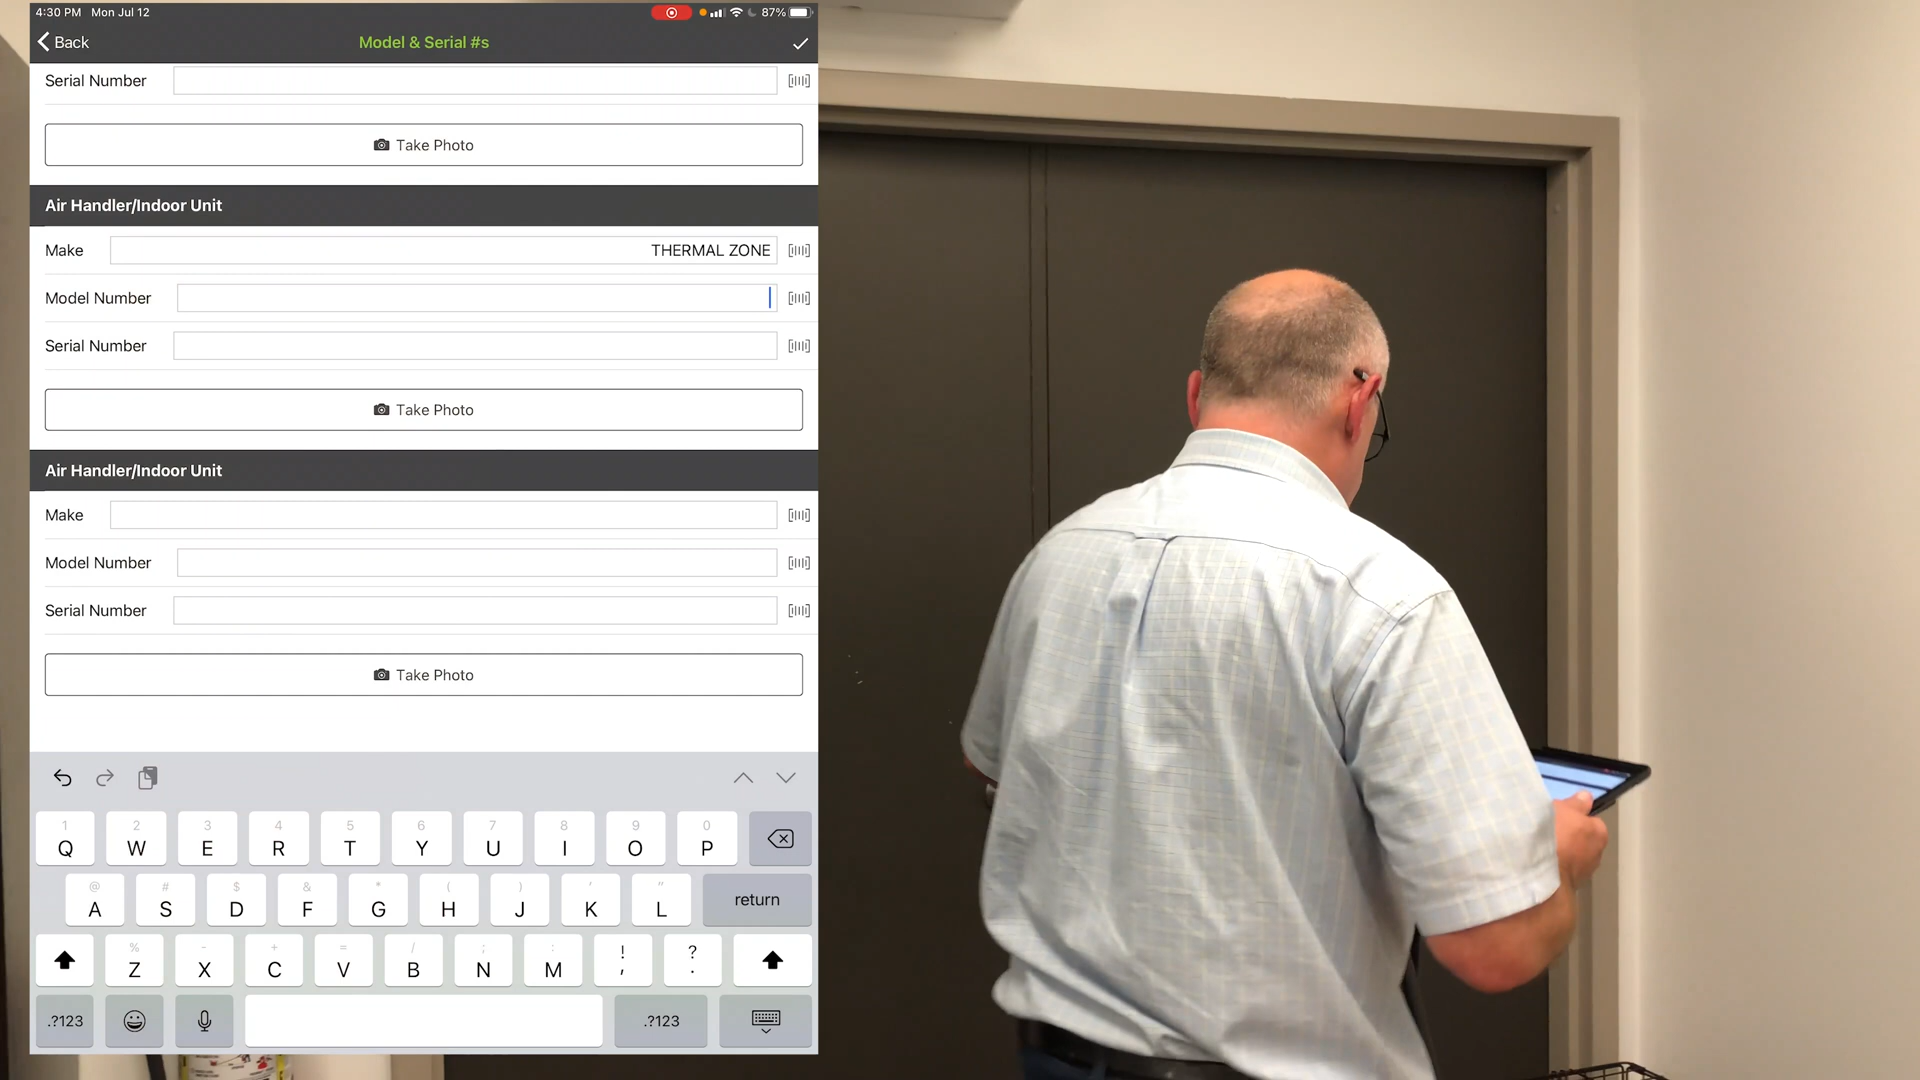 4:30 PM Mon Jul 12 87%
Back Model & Serial #s
Serial Number
Take Photo
Air Handler/Indoor Unit
Make THERMAL ZONE
Model Number
Serial Number
Take Photo
Air Handler/Indoor Unit
Make
Model Number
Serial Number
Take Photo
1 2 3 4 5 6 7 8 9 0
Q W E R T Y U I O P
@ # $ & * ( ) ' "
A S D F G H J K L return
% - + = / ; : ! ?
Z X C V B N M , .
.?123 .?123